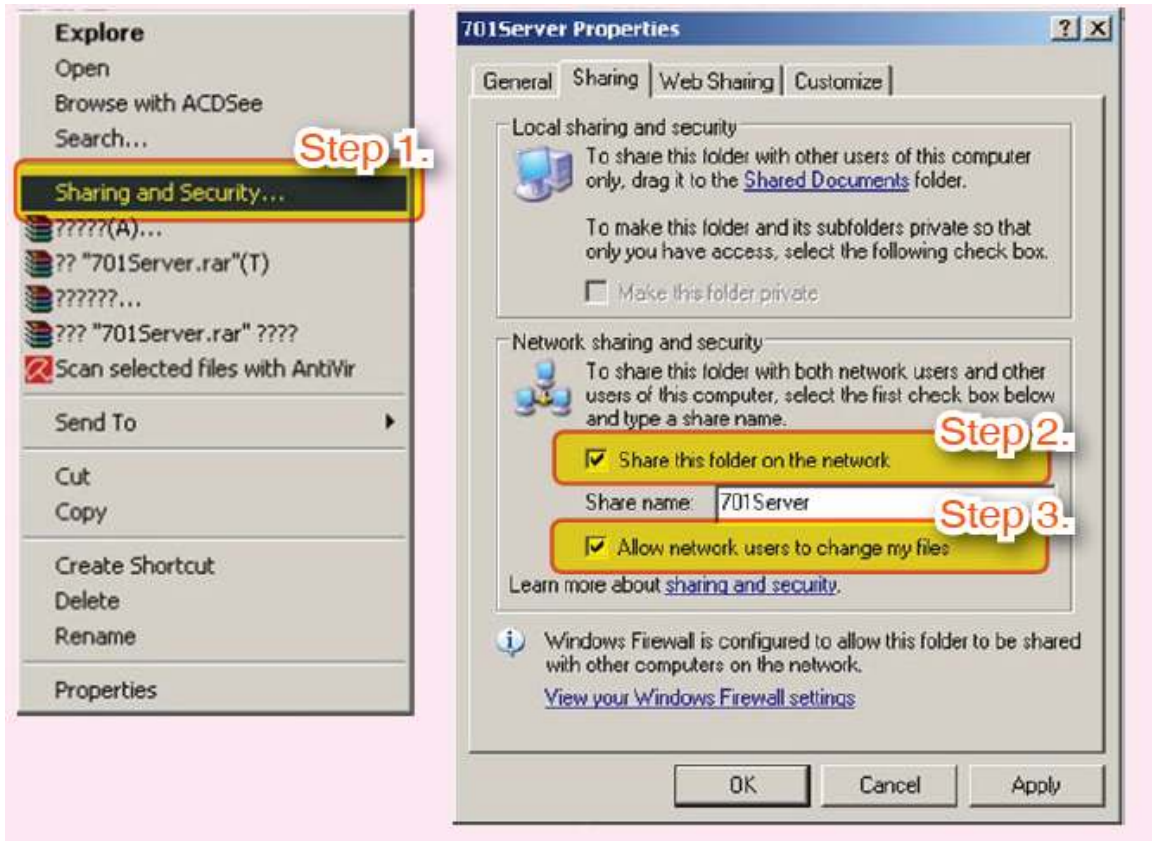 Explore
Open
Browse with ACDSee
Search...
Step 1.
Sharing and Security...
?????(A)...
?? "701Server.rar"(T)
??????...
??? "701Server.rar" ????
Scan selected files with AntiVir
Send To
Cut
Copy
Create Shortcut
Delete
Rename
Properties
701Server Properties
General
Sharing
Web Sharing
Customize
Local sharing and security
To share this folder with other users of this computer
only, drag it to the Shared Documents folder.
To make this folder and its subfolders private so that
only you have access, select the following check box.
Make this folder private
Network sharing and security
To share this folder with both network users and other
users of this computer, select the first check box below
and type a share name.
Step 2.
Share this folder on the network
Share name: 701Server
Step 3.
Allow network users to change my files
Learn more about sharing and security.
Windows Firewall is configured to allow this folder to be shared
with other computers on the network.
View your Windows Firewall settings
OK
Cancel
Apply